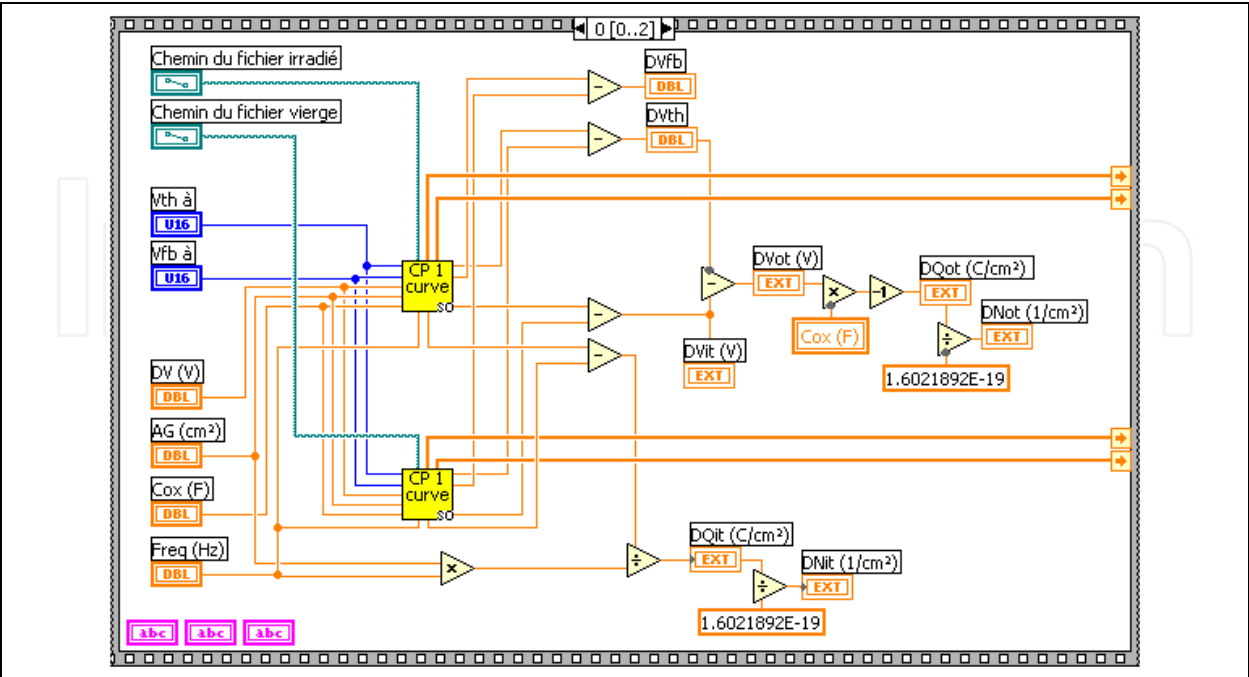 0 [0..2]
Chemin du fichier irradié
Chemin du fichier vierge
Vth à
U16
Vfb à
U16
DV (V)
DBL
AG (cm²)
DBL
Cox (F)
DBL
Freq (Hz)
DBL
abc abc abc
CP 1
curve
so
CP 1
curve
so
DVfb
DBL
DVth
DBL
DVit (V)
EXT
DVot (V)
EXT
Cox (F)
DQot (C/cm²)
EXT
DNot (1/cm²)
EXT
1.6021892E-19
DQit (C/cm²)
EXT
DNit (1/cm²)
EXT
1.6021892E-19